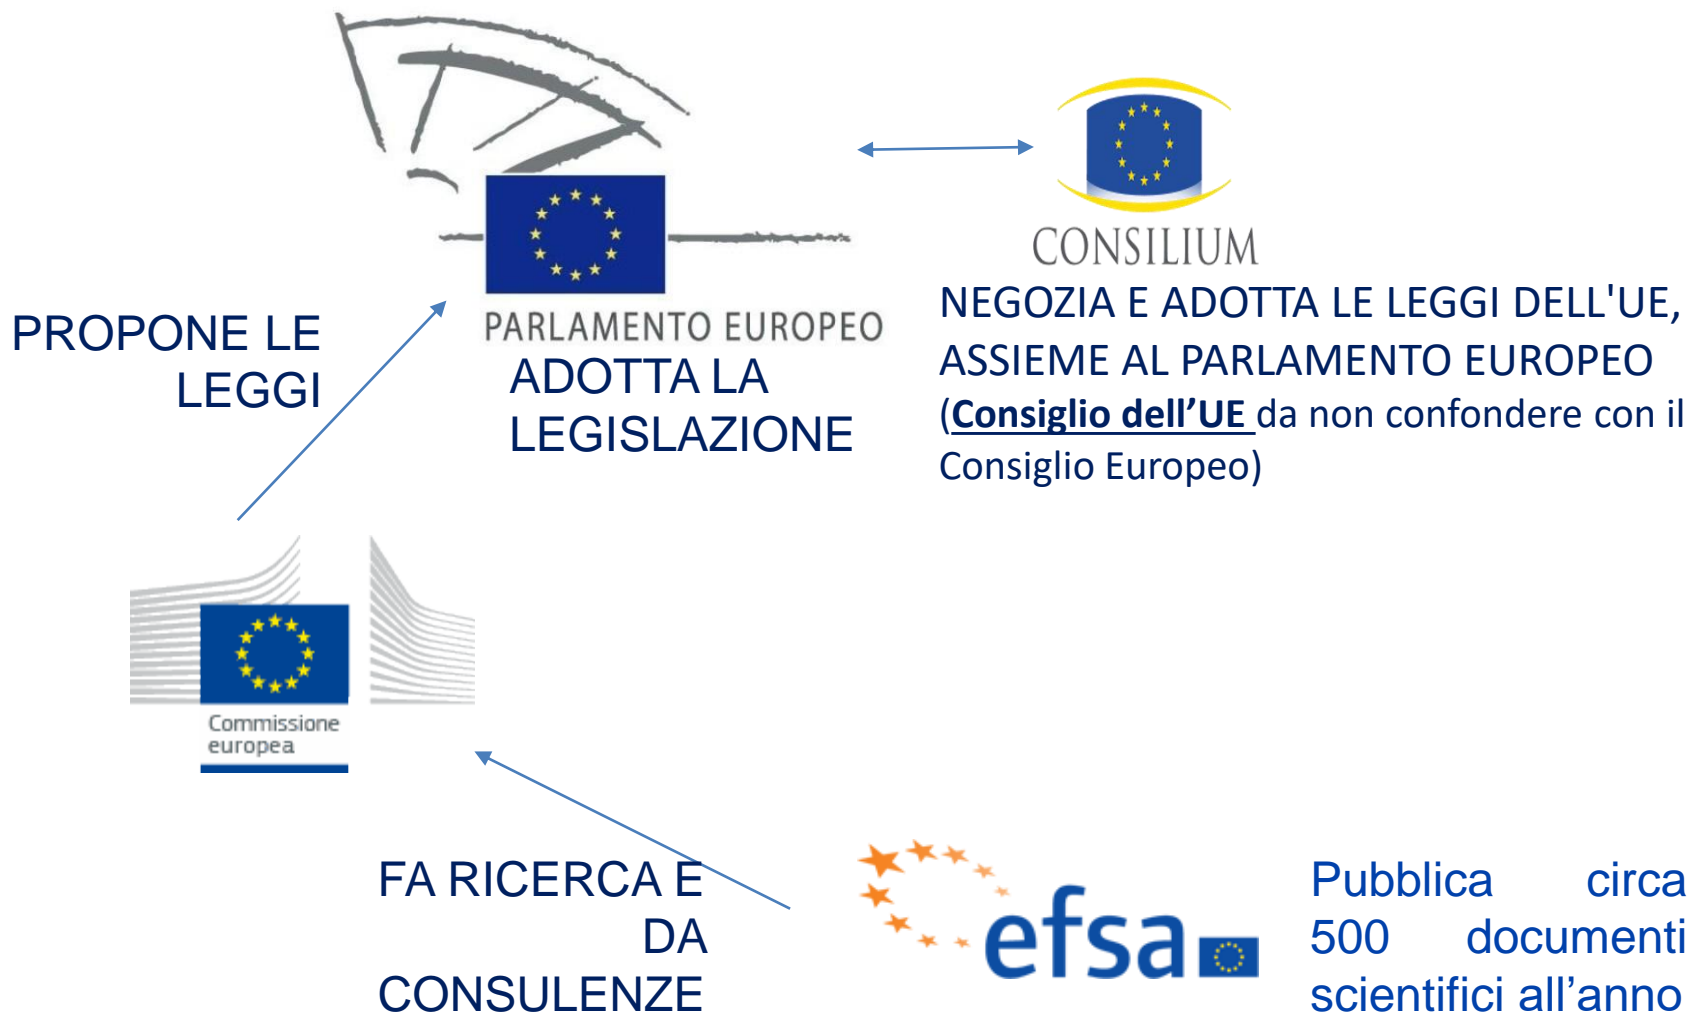 CONSILIUM
PARLAMENTO EUROPEO
PROPONE LE
LEGGI
ADOTTA LA
LEGISLAZIONE
NEGOZIA E ADOTTA LE LEGGI DELL'UE,
ASSIEME AL PARLAMENTO EUROPEO
(Consiglio dell’UE da non confondere con il
Consiglio Europeo)
Commissione
europea
FA RICERCA E
DA
CONSULENZE
efsa
Pubblica circa
500 documenti
scientifici all’anno